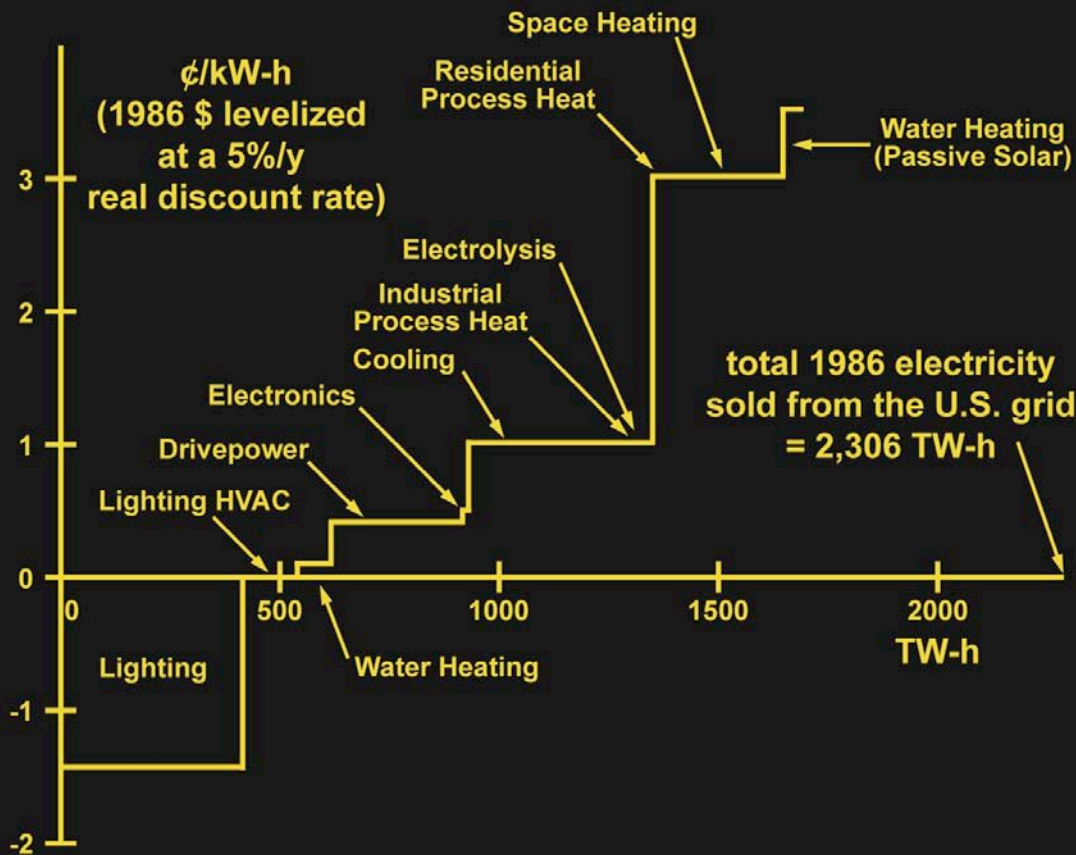 Space Heating
Residential
Process Heat
¢/kW-h
(1986 $ levelized
at a 5%/y
real discount rate)
Water Heating
(Passive Solar)
3
Electrolysis
Industrial
Process Heat
2
Cooling
total 1986 electricity
sold from the U.S. grid
= 2,306 TW-h
Electronics
1
Drivepower
Lighting HVAC
0
0 500 1000 1500 2000
TW-h
Lighting
Water Heating
-1
-2